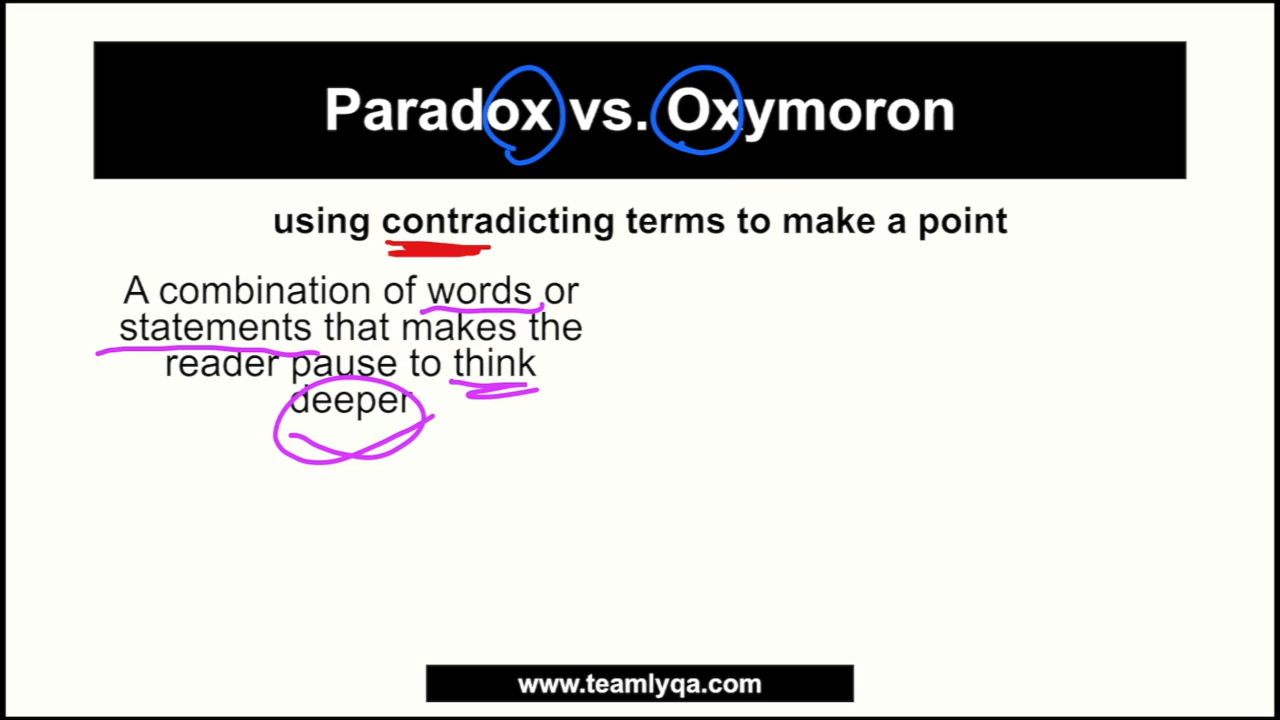 Paradox vs. Oxymoron
using contradicting terms to make a point
A combination of words or
statements that makes the
reader pause to think
deeper
www.teamlyqa.com